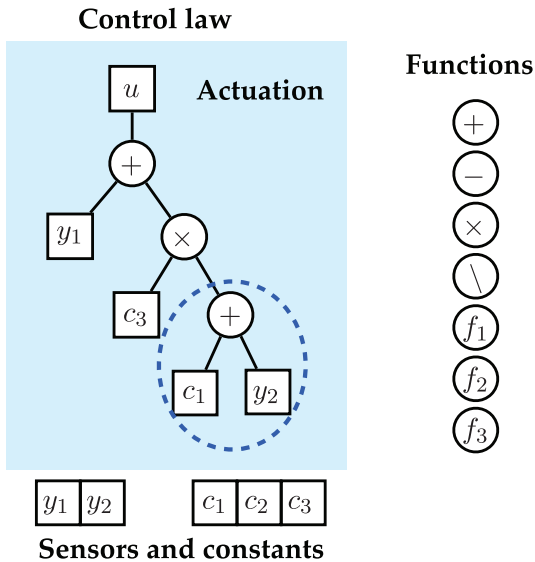 Control law
Functions
Actuation
u
+
+
−
y₁
×
×
\
c₃
+
f₁
c₁
y₂
f₂
f₃
y₁ y₂ c₁ c₂ c₃
Sensors and constants